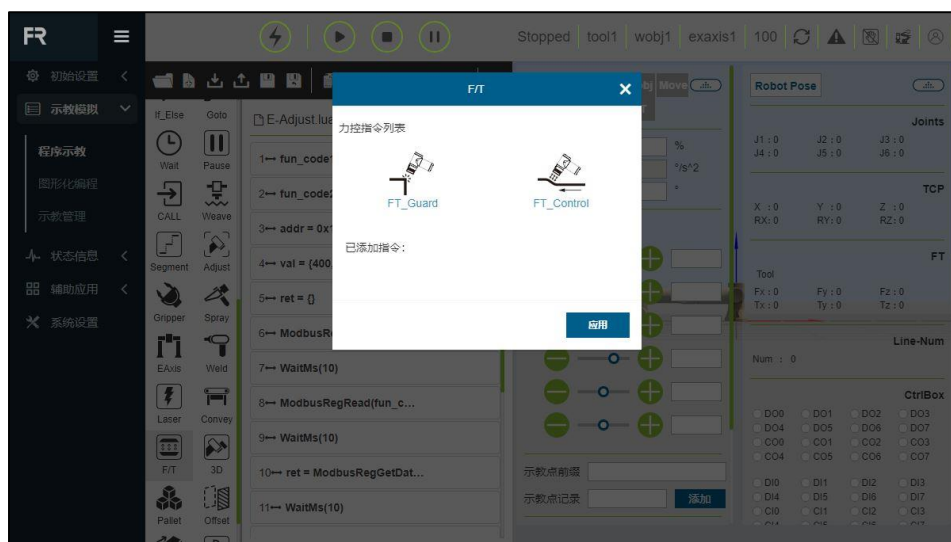 FR
Stopped tool1 wobj1 exaxis1 100
初始设置
示教模拟
程序示教
图形化编程
示教管理
状态信息
辅助应用
系统设置
If_Else Goto
Wait Pause
CALL Weave
Segment Adjust
Gripper Spray
EAxis Weld
Laser Convey
F/T 3D
Pallet Offset
E-Adjust.lua
1 fun_code
2 fun_code
3 addr = 0x
4 val = {400,
5 ret = {}
6 ModbusR
7 WaitMs(10)
8 ModbusRegRead(fun_c...
9 WaitMs(10)
10 ret = ModbusRegGetDat...
11 WaitMs(10)
F/T
力控指令列表
FT_Guard FT_Control
已添加指令：
应用
bj Move
%
°/s^2
°
示教点前缀
示教点记录 添加
Robot Pose
Joints
J1 : 0 J2 : 0 J3 : 0
J4 : 0 J5 : 0 J6 : 0
TCP
X : 0 Y : 0 Z : 0
RX: 0 RY: 0 RZ: 0
FT
Tool
Fx : 0 Fy : 0 Fz : 0
Tx : 0 Ty : 0 Tz : 0
Line-Num
Num : 0
CtrlBox
DO0 DO1 DO2 DO3
DO4 DO5 DO6 DO7
CO0 CO1 CO2 CO3
CO4 CO5 CO6 CO7
DI0 DI1 DI2 DI3
DI4 DI5 DI6 DI7
CI0 CI1 CI2 CI3